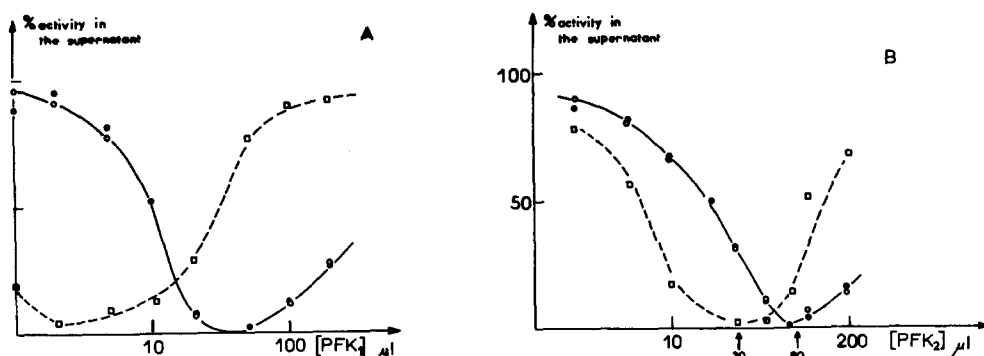 % activity in
the supernatant
A
10
100
[PFK₁] μl
% activity in
the supernatant
B
100
50
10
200
[PFK₂] μl